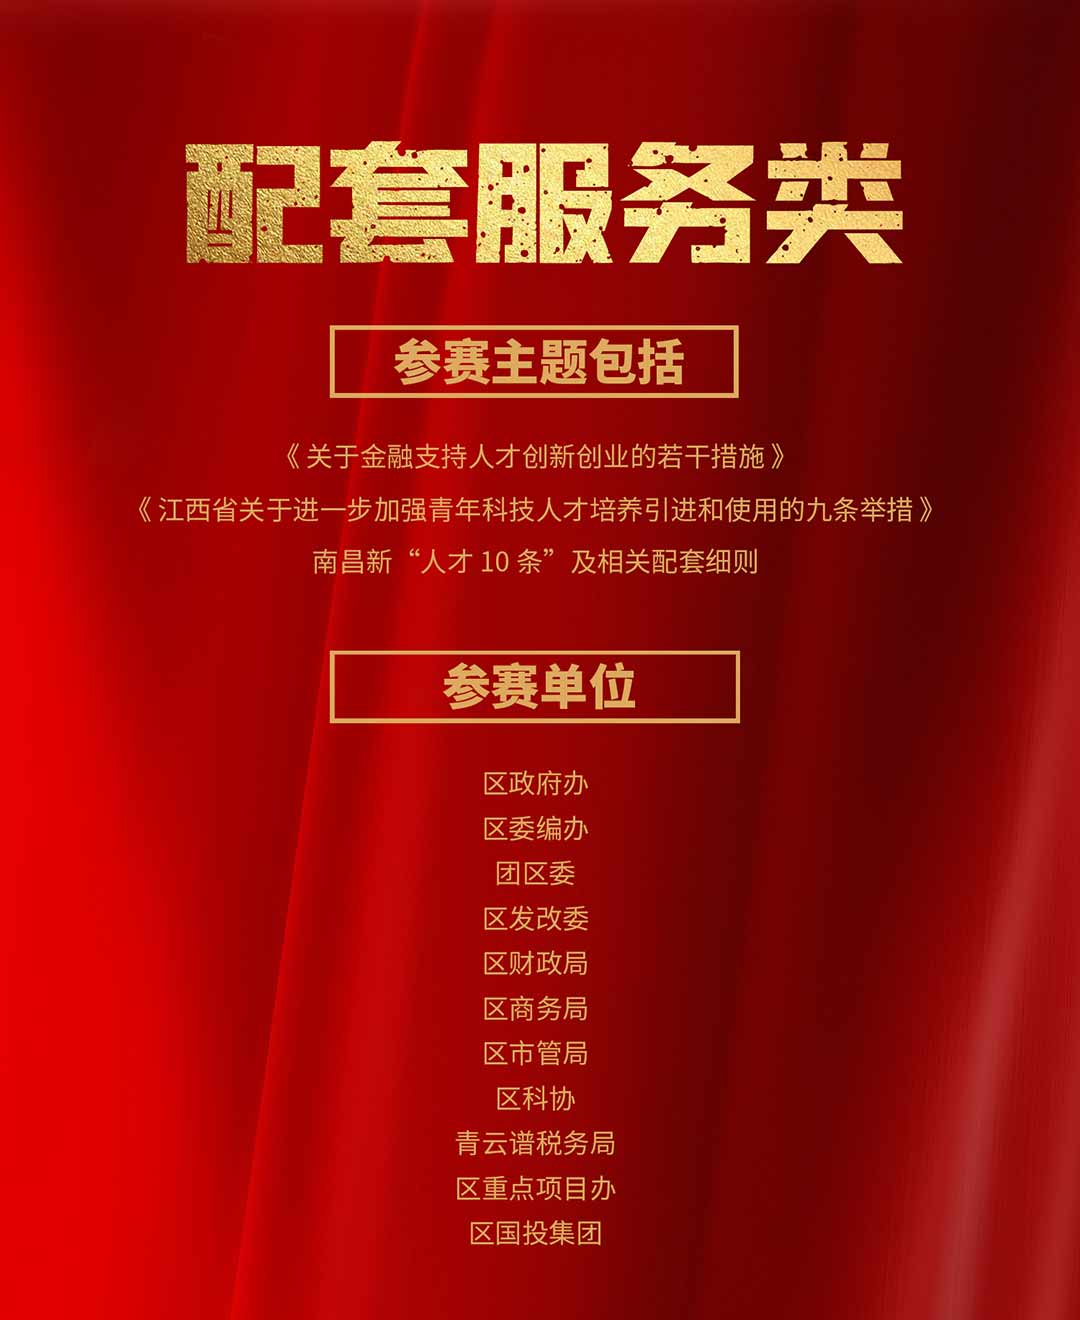 配套服务类
参赛主题包括
《关于金融支持人才创新创业的若干措施》
《江西省关于进一步加强青年科技人才培养引进和使用的九条举措》
南昌新“人才10条”及相关配套细则
参赛单位
区政府办
区委编办
团区委
区发改委
区财政局
区商务局
区市管局
区科协
青云谱税务局
区重点项目办
区国投集团